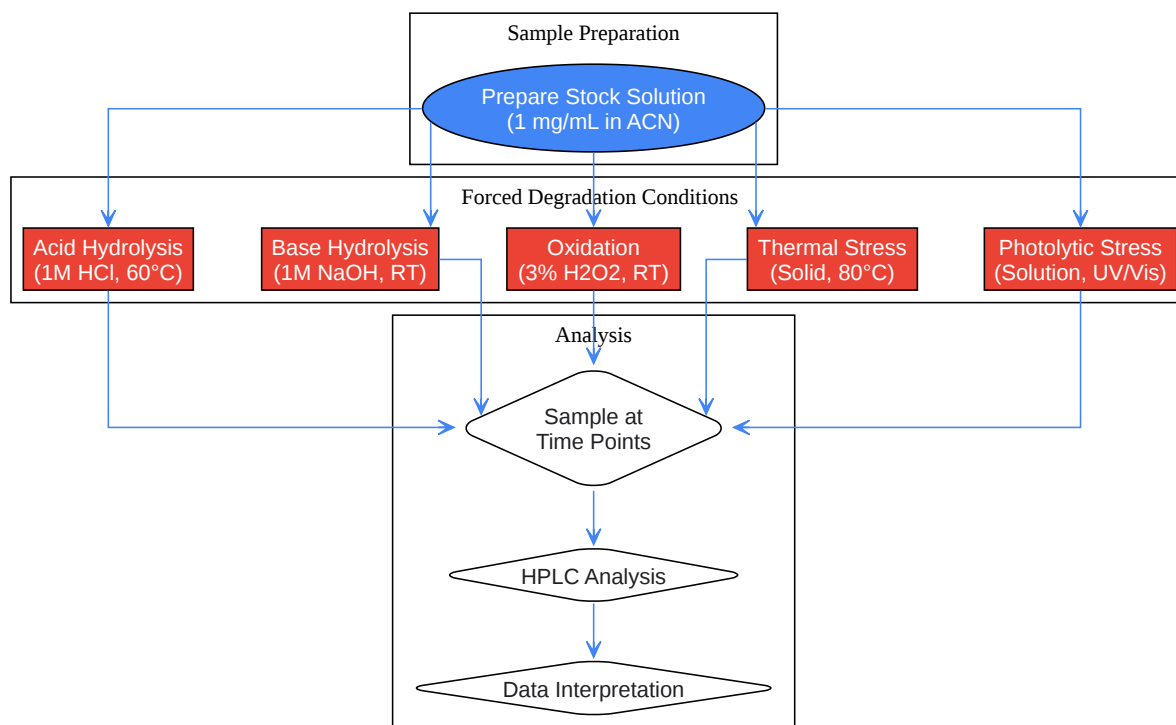 Sample Preparation
Prepare Stock Solution
(1 mg/mL in ACN)
Forced Degradation Conditions
Acid Hydrolysis
(1M HCl, 60°C)
Base Hydrolysis
(1M NaOH, RT)
Oxidation
(3% H2O2, RT)
Thermal Stress
(Solid, 80°C)
Photolytic Stress
(Solution, UV/Vis)
Analysis
Sample at
Time Points
HPLC Analysis
Data Interpretation